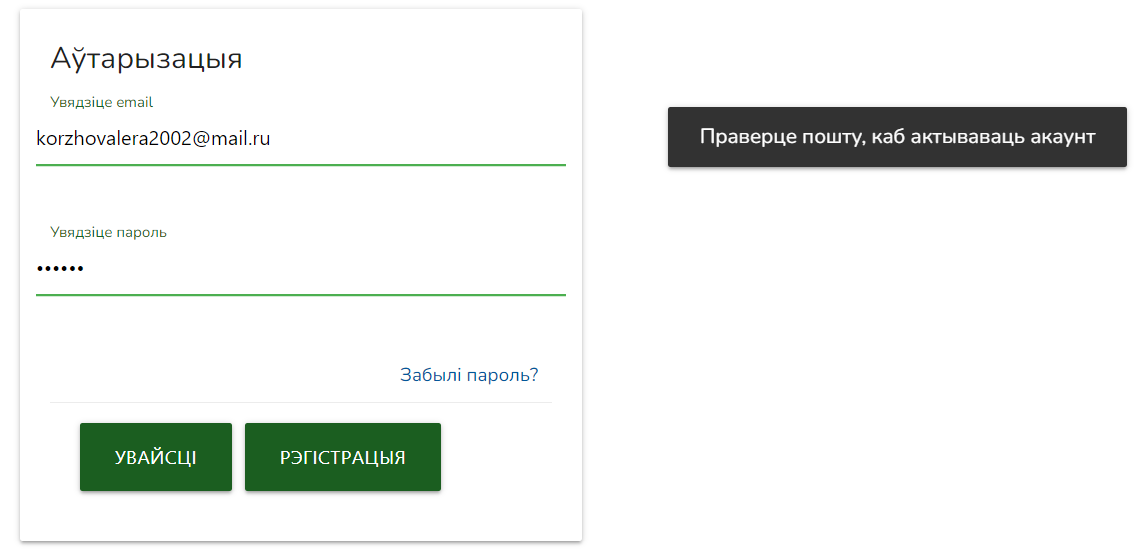 Аўтарызацыя
Увядзіце email
korzhovalera2002@mail.ru
Увядзіце пароль
••••••
Забылі пароль?
УВАЙСЦІ
РЭГІСТРАЦЫЯ
Праверце пошту, каб актываваць акаунт